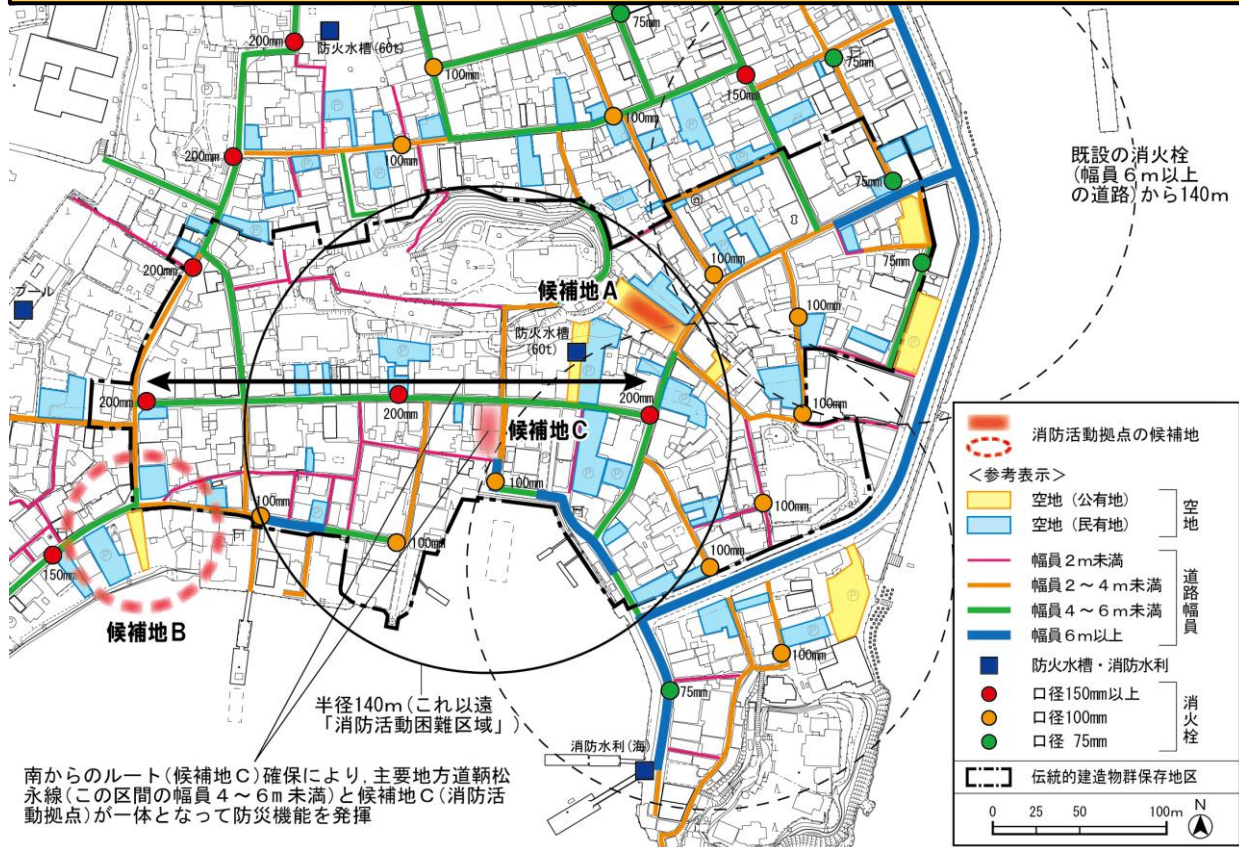 75mm
200mm
防火水槽(60t)
100mm
75mm
150mm
100mm
100mm
200mm
75mm
既設の消火栓
(幅員6m以上
の道路)から140m
200mm
100mm
75mm
プール
候補地A
100mm
防火水槽
(60t)
200mm
200mm
200mm
100mm
候補地C
100mm
100mm
100mm
100mm
150mm
100mm
候補地B
100mm
75mm
半径140m(これ以遠
「消防活動困難区域」)
消防水利(海)
南からのルート(候補地C)確保により,主要地方道鞆松
永線(この区間の幅員4~6m未満)と候補地C(消防活
動拠点)が一体となって防災機能を発揮
消防活動拠点の候補地
<参考表示>
空地(公有地)
空地(民有地)
空地
幅員2m未満
幅員2~4m未満
幅員4~6m未満
幅員6m以上
道路幅員
防火水槽・消防水利
口径150mm以上
口径100mm
口径 75mm
消火栓
伝統的建造物群保存地区
0 50 100m
N